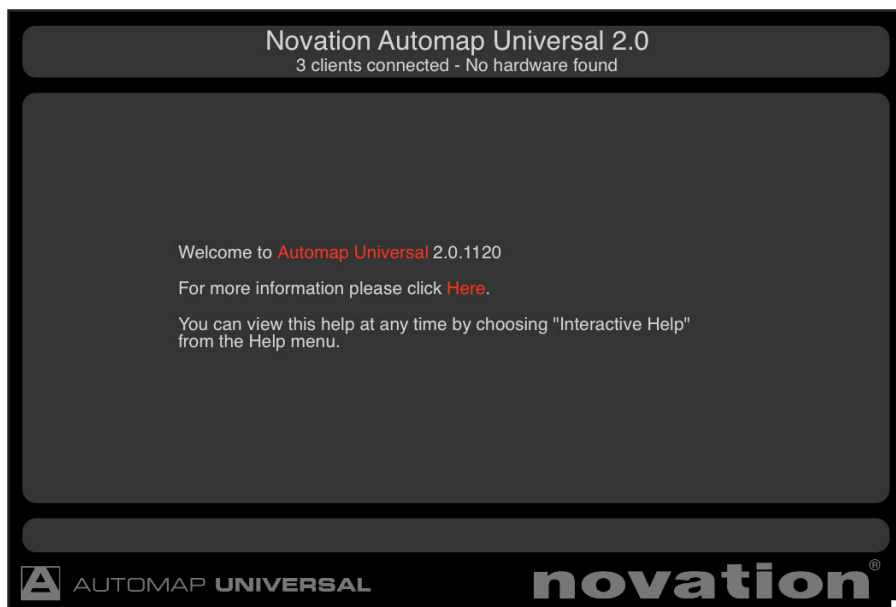 Novation Automap Universal 2.0
3 clients connected - No hardware found
Welcome to Automap Universal 2.0.1120
For more information please click Here.
You can view this help at any time by choosing "Interactive Help"
from the Help menu.
A AUTOMAP UNIVERSAL
novation®